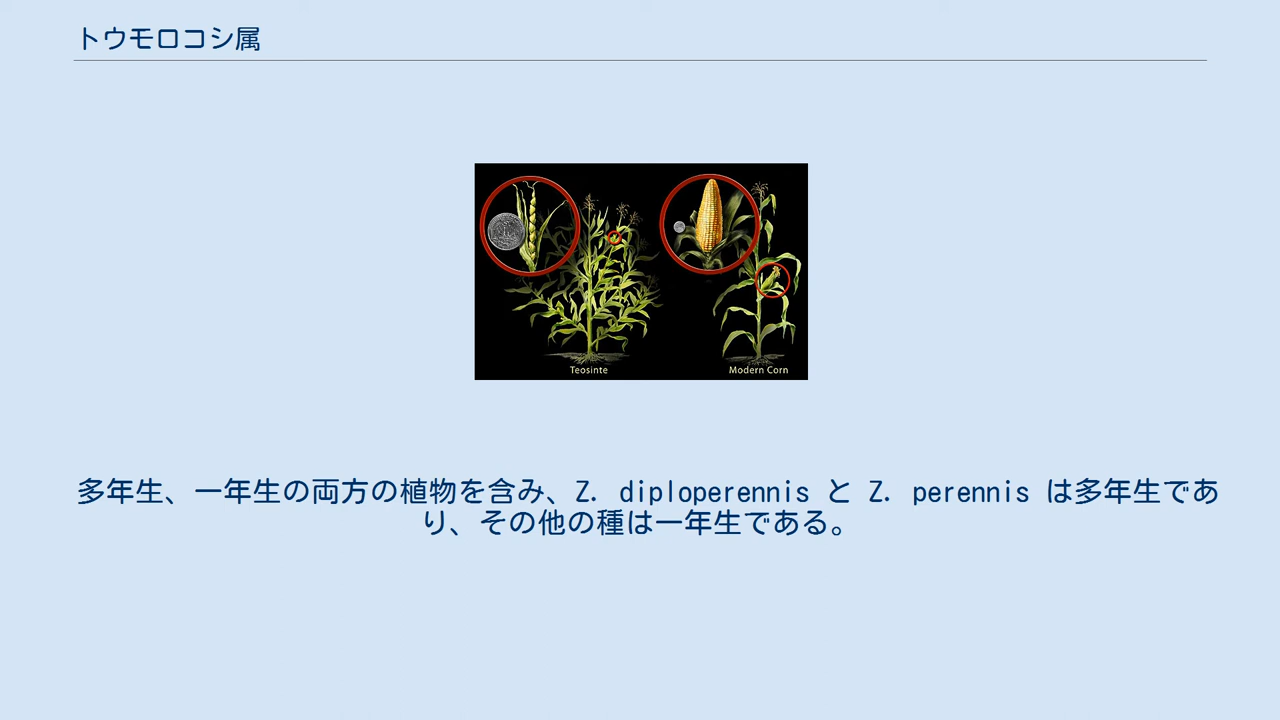 トウモロコシ属
Teosinte
Modern Corn
多年生、一年生の両方の植物を含み、Z. diploperennis と Z. perennis は多年生であ
り、その他の種は一年生である。